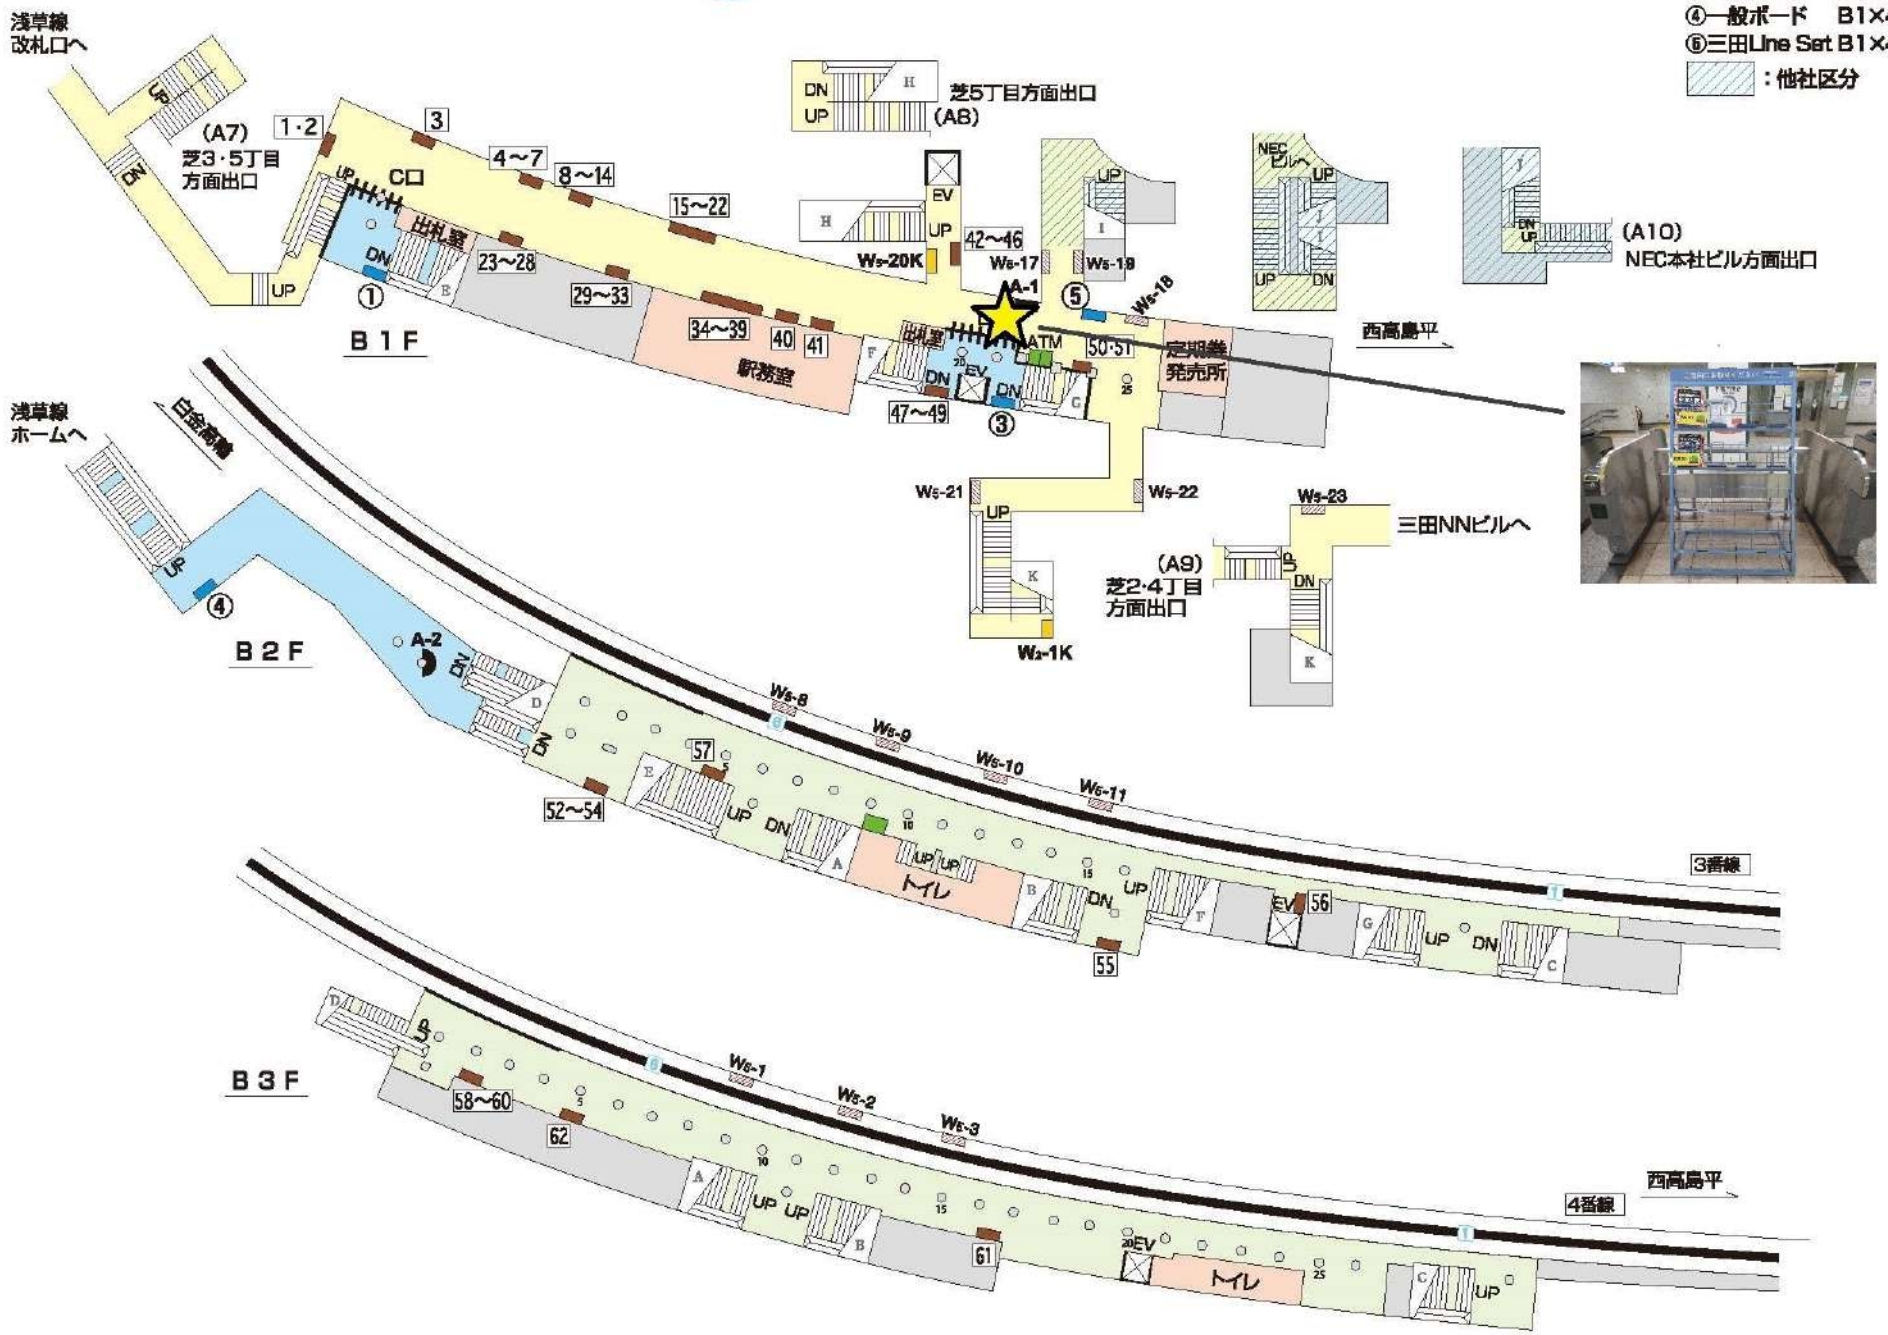 ④一般ボード B1×4
⑥三田Line Set B1×4
：他社区分
浅草線
改札口へ
UP
(A7)
芝3・5丁目
方面出口
DN
UP
1・2
3
4～7
8～14
15～22
UP
C口
出札室
DN
①
E
23～28
29～33
34～39
40
41
駅務室
B1F
DN
UP
H
芝5丁目方面出口
(A8)
H
EV
UP
W5-20K
42～46
W5-17
W5-19
UP
I
A-1
⑤
W5-18
出札室
ATM
50・51
定期券
発売所
F
DN
20
EV
DN
G
25
47～49
③
NEC
ビルへ
UP
J
I
UP
DN
J
DN
UP
(A10)
NEC本社ビル方面出口
西高島平
W5-21
UP
W5-22
K
W2-1K
(A9)
芝2・4丁目
方面出口
W5-23
三田NNビルへ
UP
DN
K
浅草線
ホームへ
白金高輪
UP
④
B2F
A-2
DN
D
DN
W5-8
6
W5-9
W5-10
W5-11
57
5
E
52～54
UP
DN
10
A
UP
UP
トイレ
B
15
DN
UP
F
55
EV
56
G
UP
DN
C
1
3番線
B3F
D
UP
58～60
5
62
6
W5-1
W5-2
W5-3
10
A
UP
UP
B
15
61
20
EV
トイレ
25
C
UP
1
4番線
西高島平